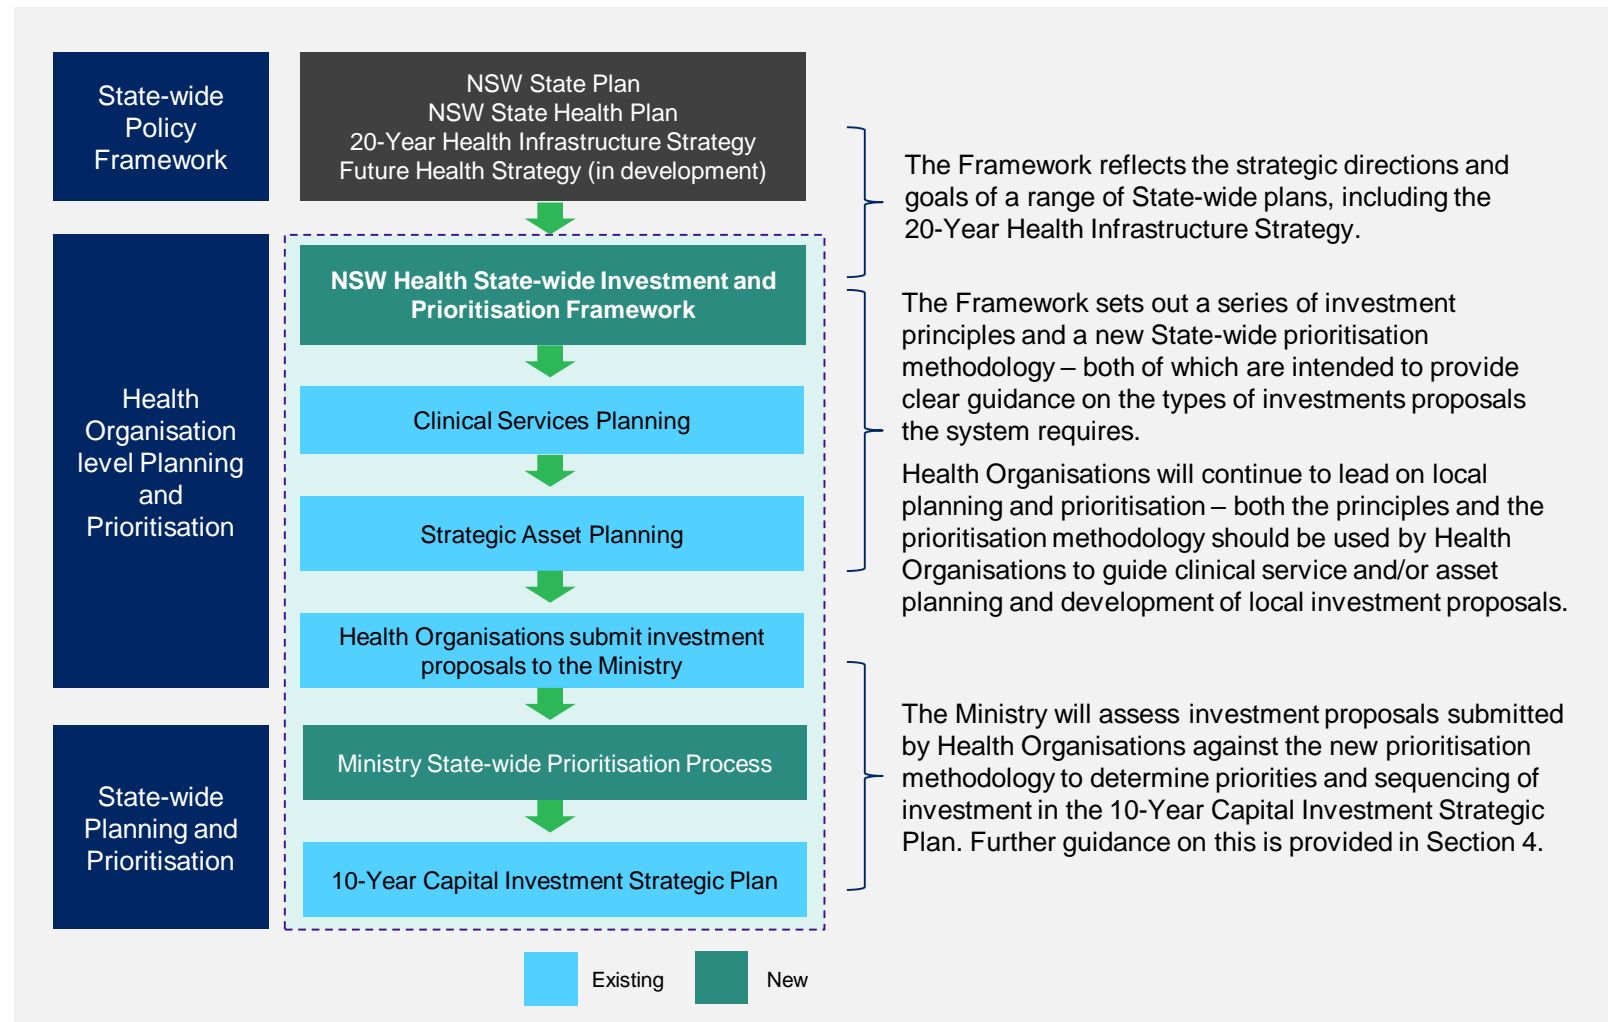 State-wide
Policy
Framework
NSW State Plan
NSW State Health Plan
20-Year Health Infrastructure Strategy
Future Health Strategy (in development)
The Framework reflects the strategic directions and
goals of a range of State-wide plans, including the
20-Year Health Infrastructure Strategy.
Health
Organisation
level Planning
and
Prioritisation
NSW Health State-wide Investment and
Prioritisation Framework
Clinical Services Planning
Strategic Asset Planning
Health Organisations submit investment
proposals to the Ministry
The Framework sets out a series of investment
principles and a new State-wide prioritisation
methodology – both of which are intended to provide
clear guidance on the types of investments proposals
the system requires.
Health Organisations will continue to lead on local
planning and prioritisation – both the principles and the
prioritisation methodology should be used by Health
Organisations to guide clinical service and/or asset
planning and development of local investment proposals.
State-wide
Planning and
Prioritisation
Ministry State-wide Prioritisation Process
10-Year Capital Investment Strategic Plan
The Ministry will assess investment proposals submitted
by Health Organisations against the new prioritisation
methodology to determine priorities and sequencing of
investment in the 10-Year Capital Investment Strategic
Plan. Further guidance on this is provided in Section 4.
Existing
New